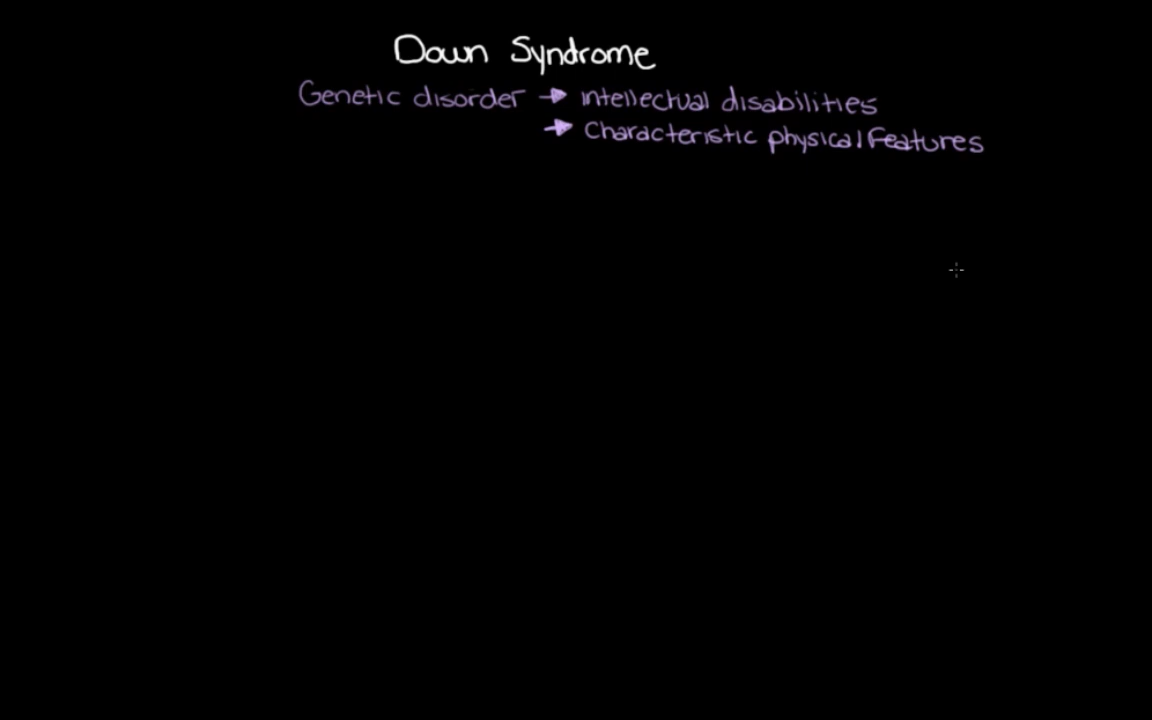 Down Syndrome
Genetic disorder → intellectual disabilities
→ Characteristic physical features